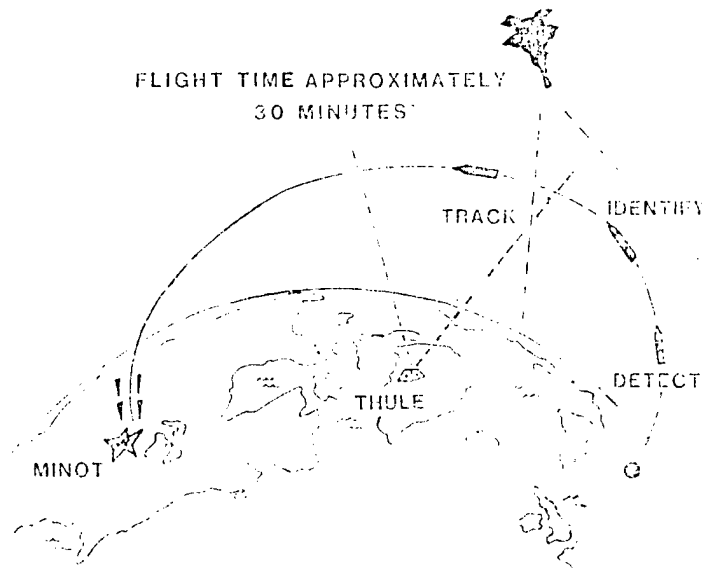 FLIGHT TIME APPROXIMATELY
30 MINUTES
TRACK
IDENTIFY
DETECT
THULE
MINOT